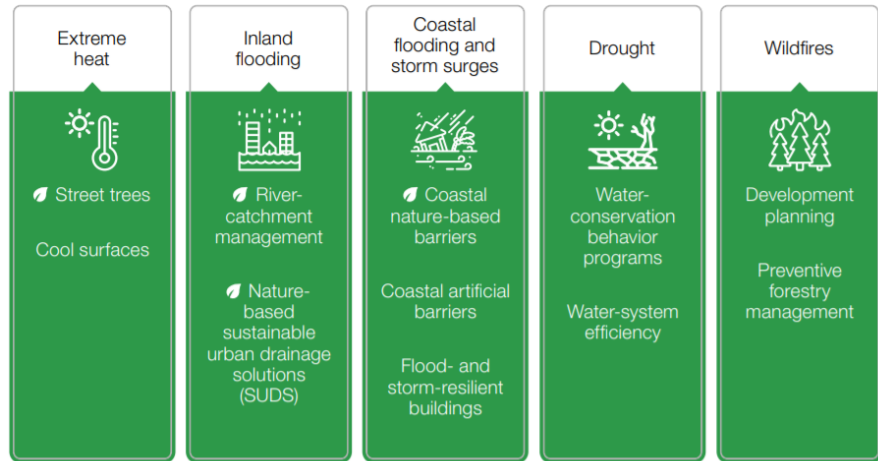 Extreme
heat
Street trees
Cool surfaces
Inland
flooding
River-
catchment
management
Nature-
based
sustainable
urban drainage
solutions
(SUDS)
Coastal
flooding and
storm surges
Coastal
nature-based
barriers
Coastal artificial
barriers
Flood- and
storm-resilient
buildings
Drought
Water-
conservation
behavior
programs
Water-system
efficiency
Wildfires
Development
planning
Preventive
forestry
management